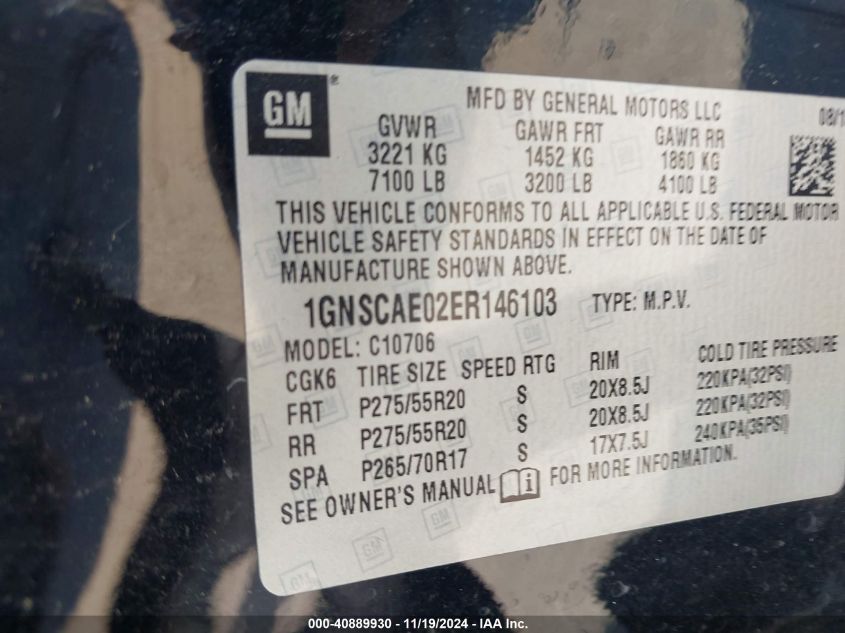 GM ®
MFD BY GENERAL MOTORS LLC 08/1
GVWR GAWR FRT GAWR RR
3221 KG 1452 KG 1860 KG
7100 LB 3200 LB 4100 LB
THIS VEHICLE CONFORMS TO ALL APPLICABLE U.S. FEDERAL MOTOR
VEHICLE SAFETY STANDARDS IN EFFECT ON THE DATE OF
MANUFACTURE SHOWN ABOVE.
1GNSCAE02ER146103 TYPE: M.P.V.
MODEL: C10706
CGK6 TIRE SIZE SPEED RTG RIM COLD TIRE PRESSURE
FRT P275/55R20 S 20X8.5J 220KPA(32PSI)
RR P275/55R20 S 20X8.5J 220KPA(32PSI)
SPA P265/70R17 S 17X7.5J 240KPA(35PSI)
SEE OWNER'S MANUAL i FOR MORE INFORMATION.
000-40889930 - 11/19/2024 - IAA Inc.